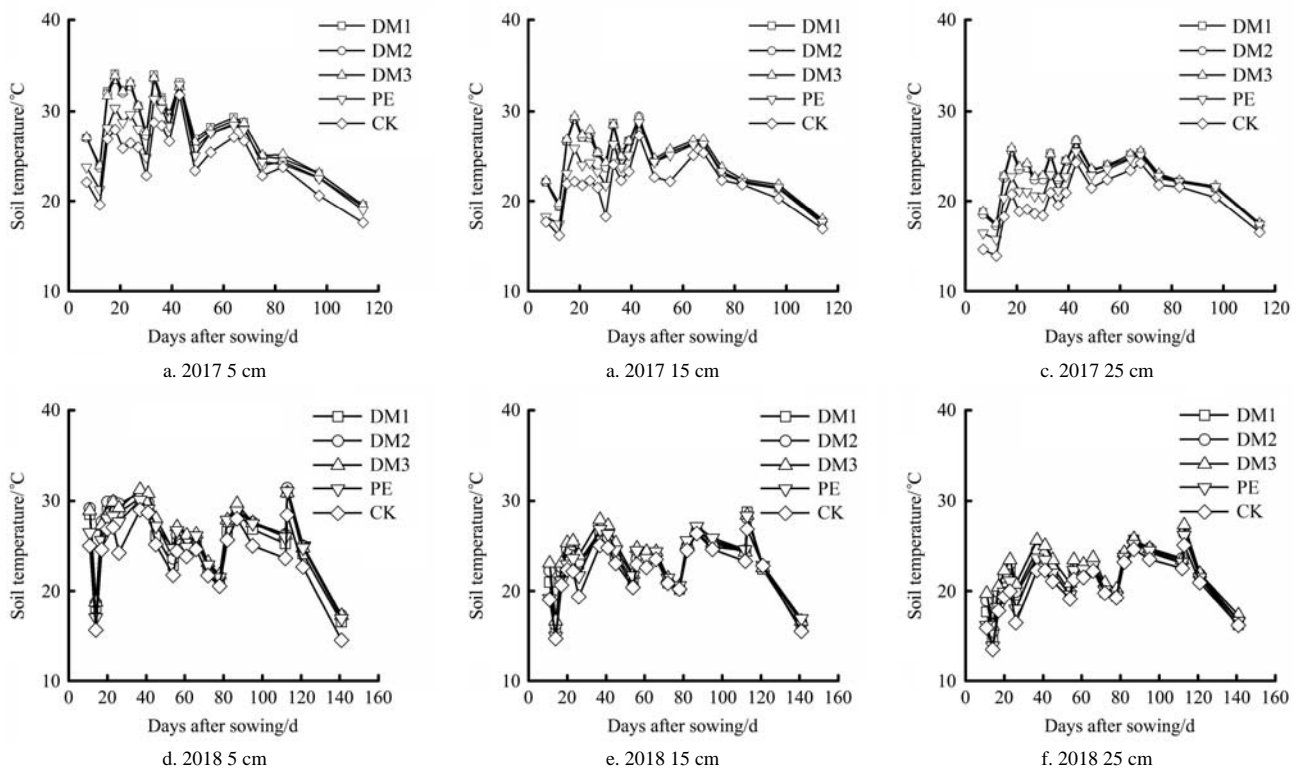 40
30
20
10
Soil temperature/°C
DM1
DM2
DM3
PE
CK
0 20 40 60 80 100 120
Days after sowing/d
a. 2017 5 cm
40
30
20
10
Soil temperature/°C
DM1
DM2
DM3
PE
CK
0 20 40 60 80 100 120
Days after sowing/d
a. 2017 15 cm
40
30
20
10
Soil temperature/°C
DM1
DM2
DM3
PE
CK
0 20 40 60 80 100 120
Days after sowing/d
c. 2017 25 cm
40
30
20
10
Soil temperature/°C
DM1
DM2
DM3
PE
CK
0 20 40 60 80 100 120 140
Days after sowing/d
d. 2018 5 cm
40
30
20
10
Soil temperature/°C
DM1
DM2
DM3
PE
CK
0 20 40 60 80 100 120 140
Days after sowing/d
e. 2018 15 cm
40
30
20
10
Soil temperature/°C
DM1
DM2
DM3
PE
CK
0 20 40 60 80 100 120 140
Days after sowing/d
f. 2018 25 cm